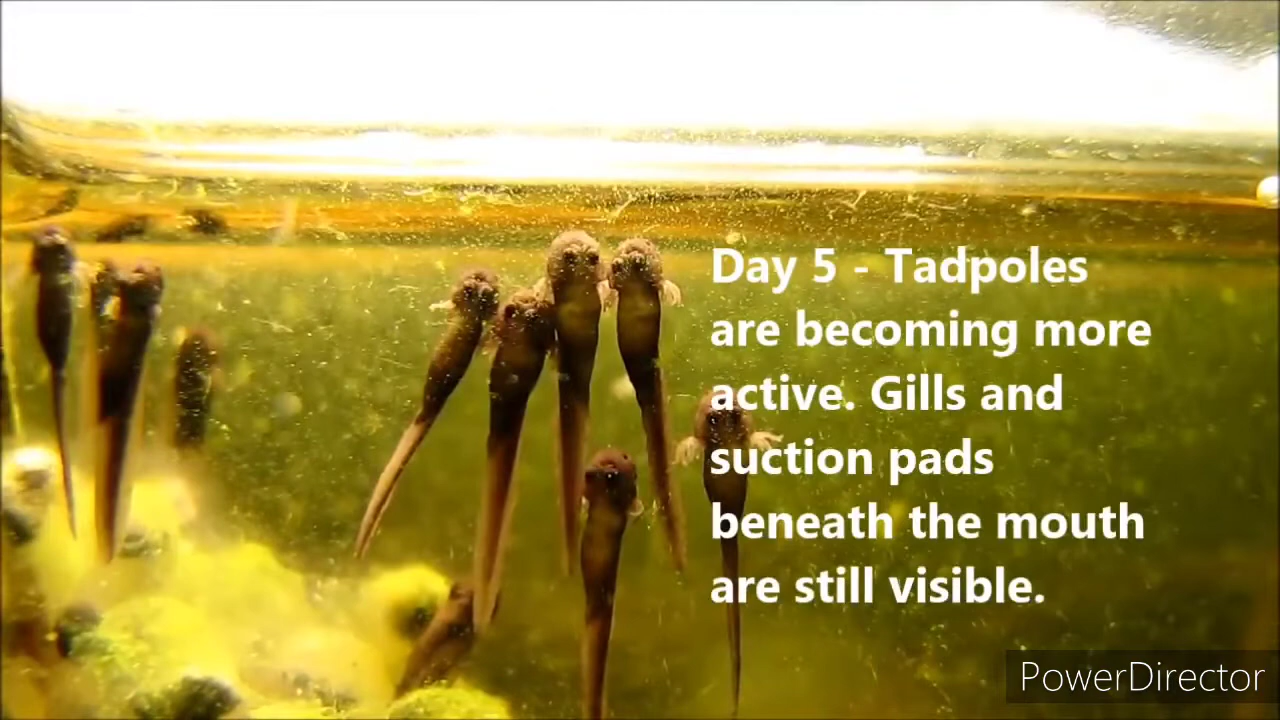 Day 5 - Tadpoles
are becoming more
active. Gills and
suction pads
beneath the mouth
are still visible.
PowerDirector